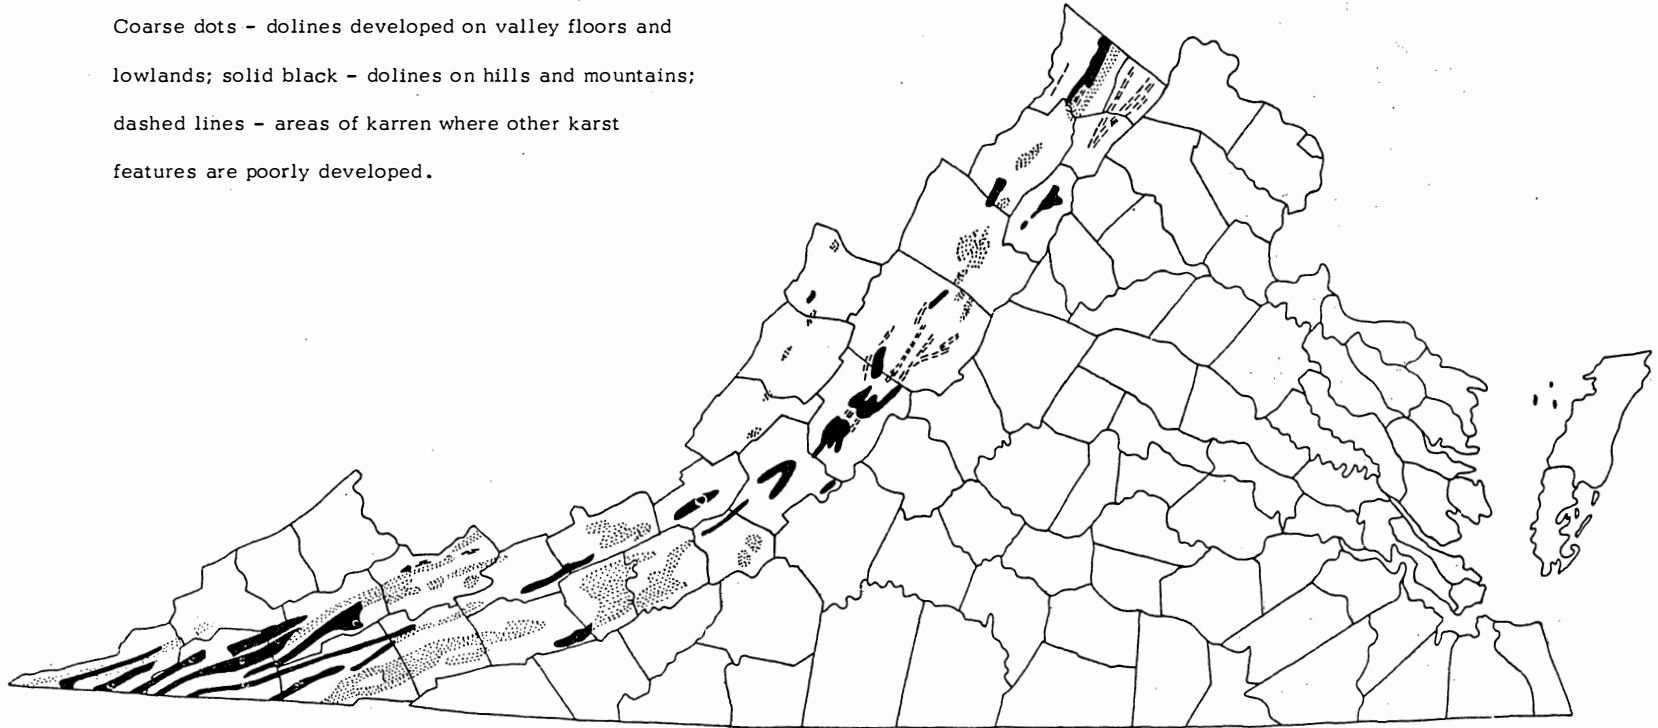 Coarse dots - dolines developed on valley floors and
lowlands; solid black - dolines on hills and mountains;
dashed lines - areas of karren where other karst
features are poorly developed.